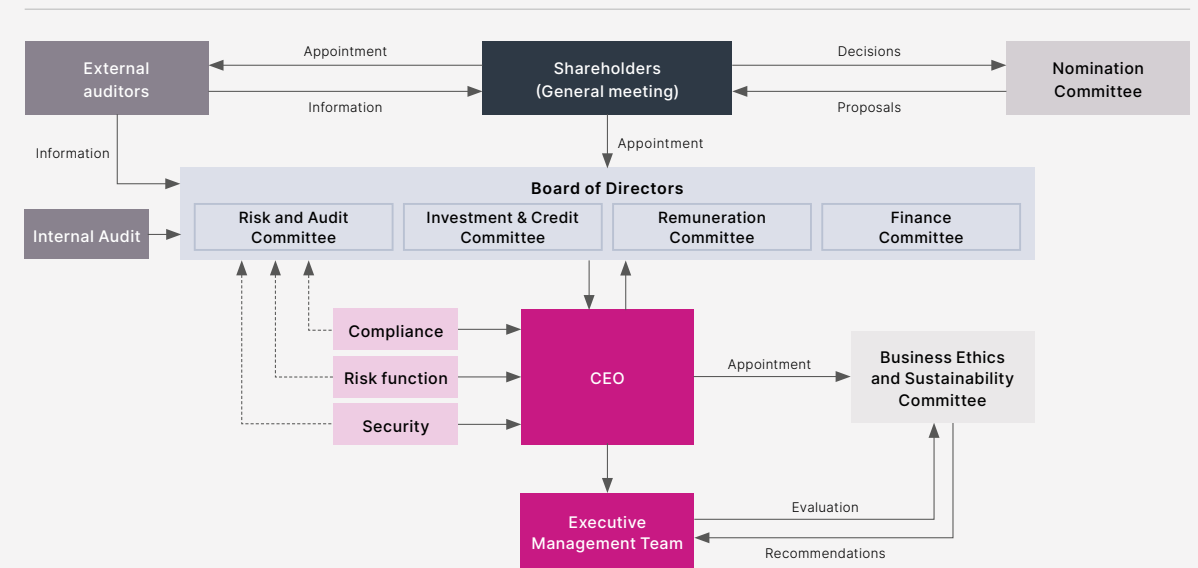 Appointment
Decisions
External
auditors
Shareholders
(General meeting)
Nomination
Committee
Information
Proposals
Information
Appointment
Board of Directors
Risk and Audit
Committee
Investment & Credit
Committee
Remuneration
Committee
Finance
Committee
Internal Audit
Compliance
Risk function
Security
CEO
Appointment
Business Ethics
and Sustainability
Committee
Executive
Management Team
Evaluation
Recommendations